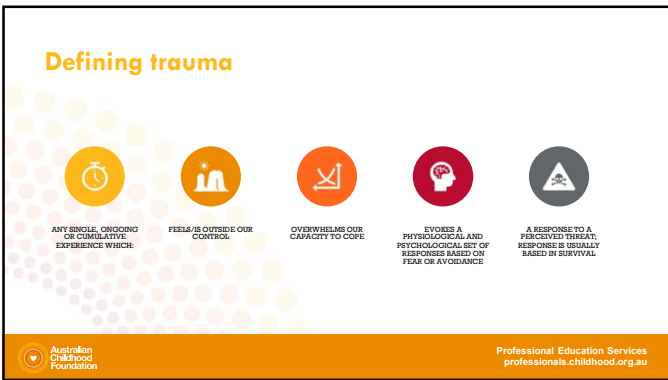 Defining trauma
ANY SINGLE, ONGOING
OR CUMULATIVE
EXPERIENCE WHICH:
FEELS/IS OUTSIDE OUR
CONTROL
OVERWHELMS OUR
CAPACITY TO COPE
EVOKES A
PHYSIOLOGICAL AND
PSYCHOLOGICAL SET OF
RESPONSES BASED ON
FEAR OR AVOIDANCE
A RESPONSE TO A
PERCEIVED THREAT;
RESPONSE IS USUALLY
BASED IN SURVIVAL
Australian
Childhood
Foundation
Professional Education Services
professionals.childhood.org.au